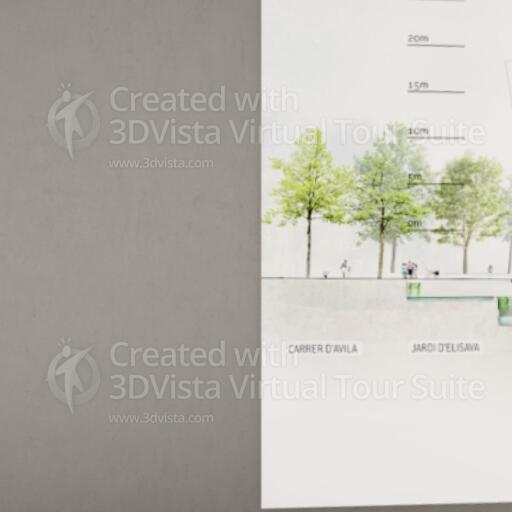 20m
15m
10m
5m
0m
Created with
3DVista Virtual Tour Suite
www.3dvista.com
CARRER D'AVILA
JARDI D'ELISAVA
Created with
3DVista Virtual Tour Suite
www.3dvista.com